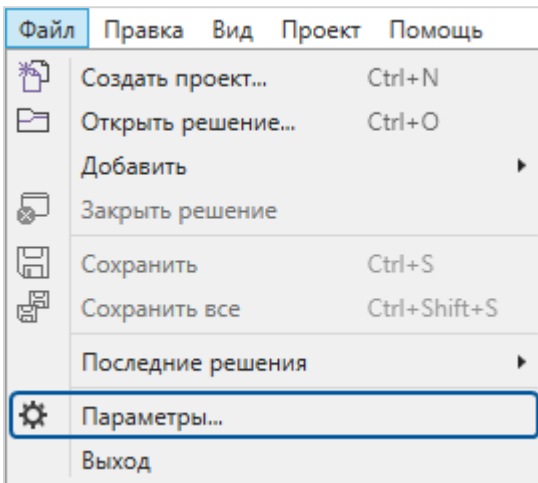 Файл Правка Вид Проект Помощь
Создать проект... Ctrl+N
Открыть решение... Ctrl+O
Добавить
Закрыть решение
Сохранить Ctrl+S
Сохранить все Ctrl+Shift+S
Последние решения
Параметры...
Выход